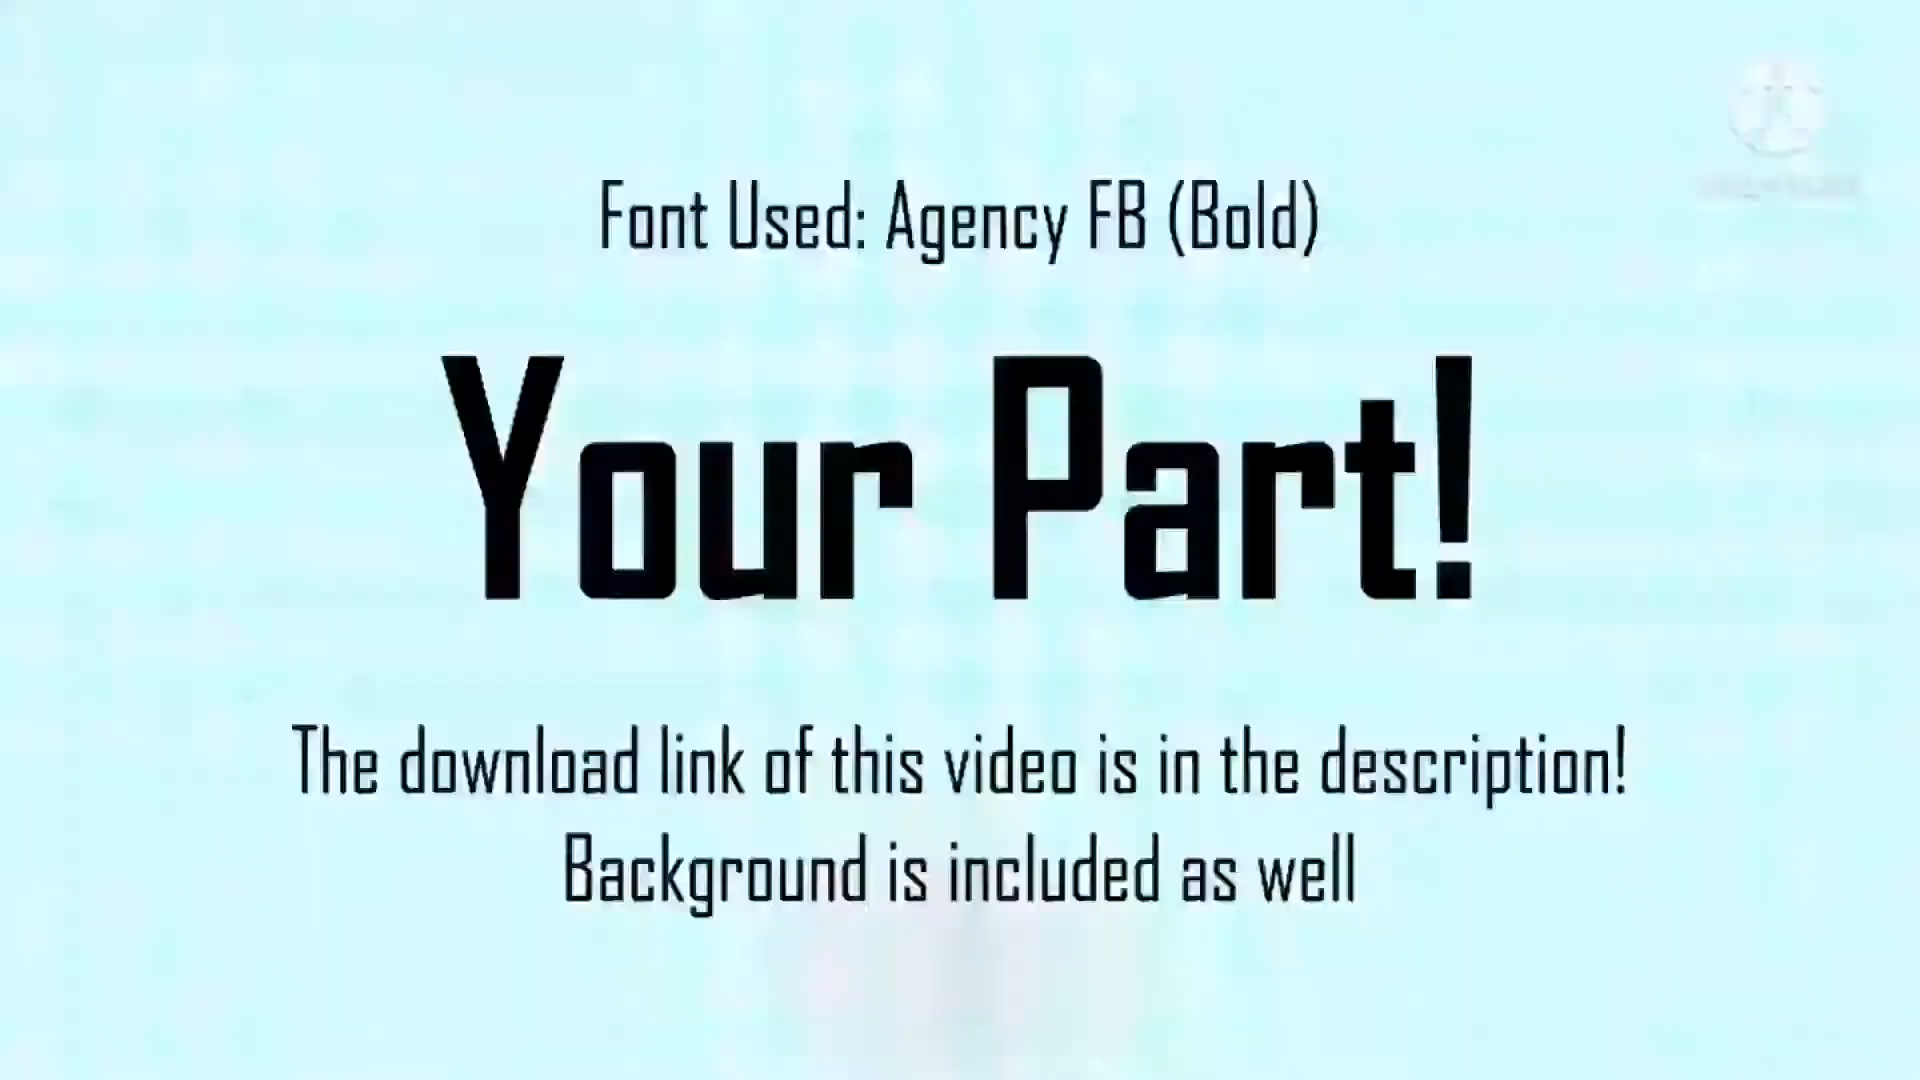 Font Used: Agency FB (Bold)
Your Part!
The download link of this video is in the description!
Background is included as well